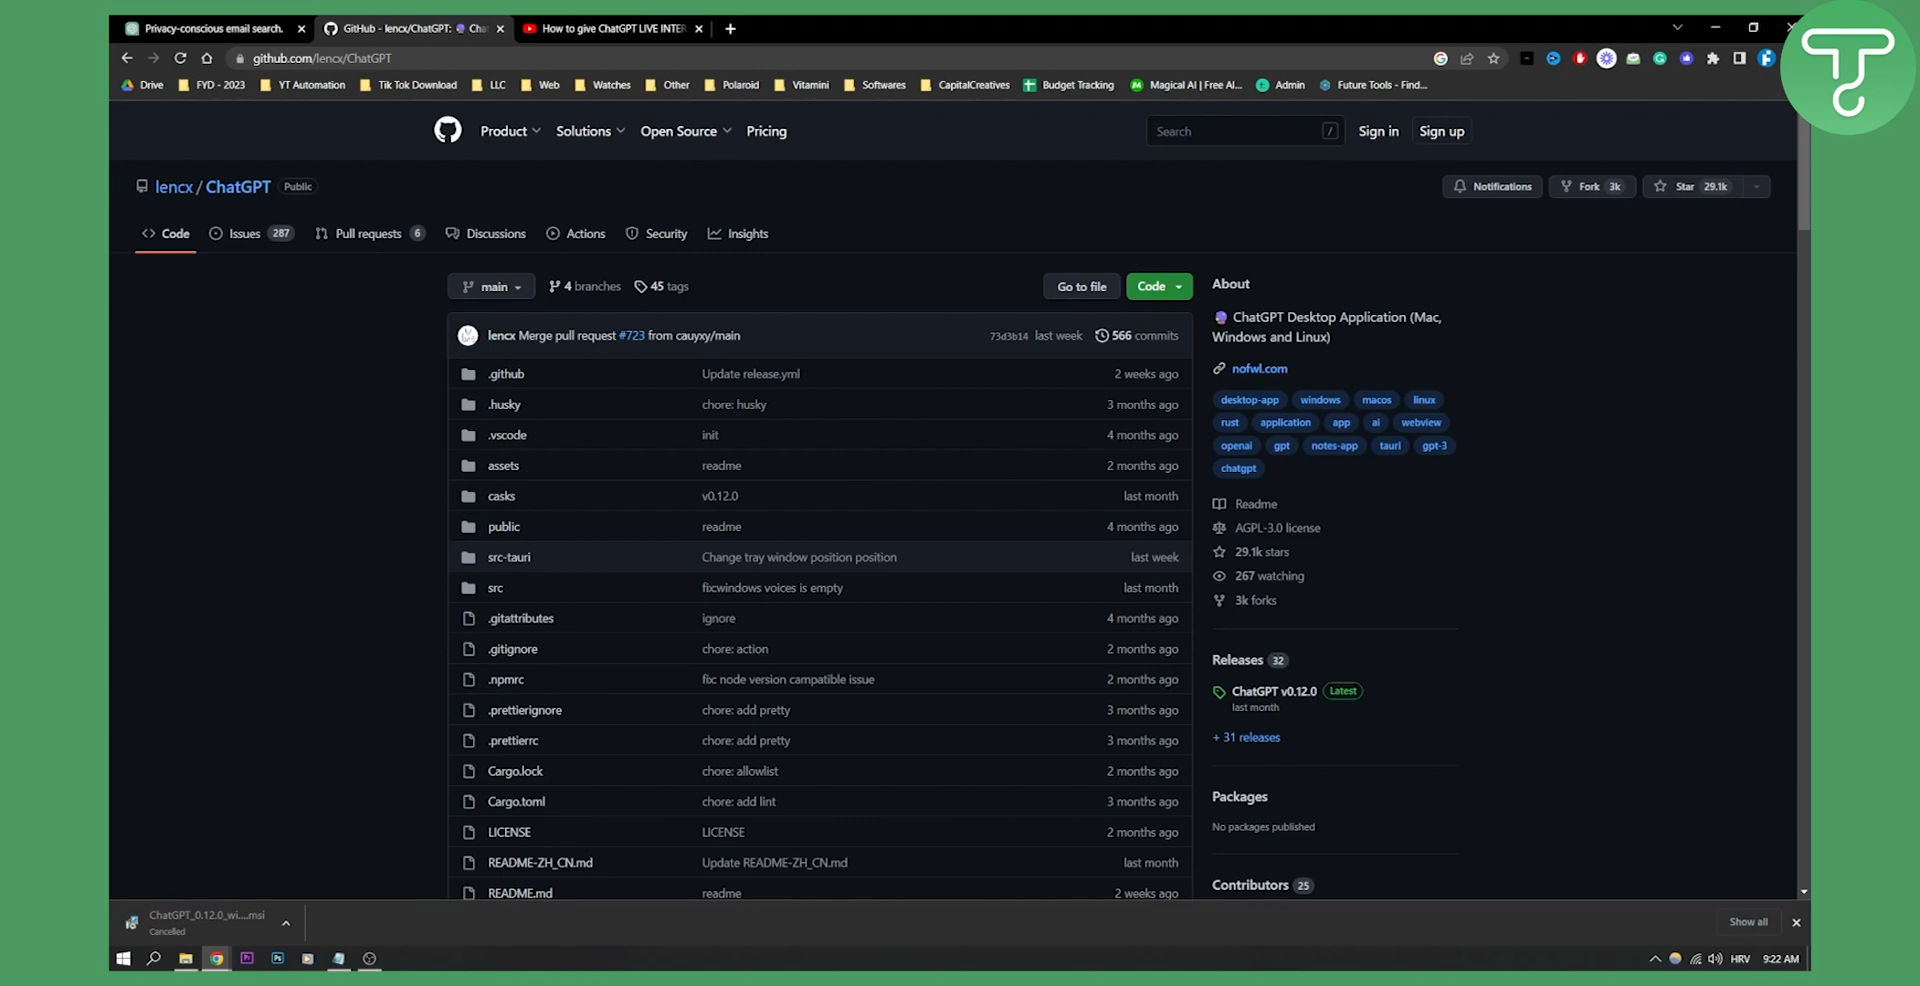 Privacy-conscious email search.
GitHub - lencx/ChatGPT: 🔮 Cha
How to give ChatGPT LIVE INTER
github.com/lencx/ChatGPT
Drive
FYD - 2023
YT Automation
Tik Tok Download
LLC
Web
Watches
Other
Polaroid
Vitamini
Softwares
CapitalCreatives
Budget Tracking
Magical AI | Free AI...
Admin
Future Tools - Find...
Product
Solutions
Open Source
Pricing
Search /
Sign in
Sign up
lencx / ChatGPT Public
Notifications
Fork 3k
Star 29.1k
Code
Issues 287
Pull requests 6
Discussions
Actions
Security
Insights
main
4 branches
45 tags
Go to file
Code
lencx Merge pull request #723 from cauyxy/main 73d3b14 last week 566 commits
.github Update release.yml 2 weeks ago
.husky chore: husky 3 months ago
.vscode init 4 months ago
assets readme 2 months ago
casks v0.12.0 last month
public readme 4 months ago
src-tauri Change tray window position position last week
src fix:windows voices is empty last month
.gitattributes ignore 4 months ago
.gitignore chore: action 2 months ago
.npmrc fix: node version campatible issue 2 months ago
.prettierignore chore: add pretty 3 months ago
.prettierrc chore: add pretty 3 months ago
Cargo.lock chore: allowlist 2 months ago
Cargo.toml chore: add lint 3 months ago
LICENSE LICENSE 2 months ago
README-ZH_CN.md Update README-ZH_CN.md last month
README.md readme 2 weeks ago
About
🔮 ChatGPT Desktop Application (Mac,
Windows and Linux)
nofwl.com
desktop-app windows macos linux
rust application app ai webview
openai gpt notes-app tauri gpt-3
chatgpt
Readme
AGPL-3.0 license
29.1k stars
267 watching
3k forks
Releases 32
ChatGPT v0.12.0 Latest
last month
+ 31 releases
Packages
No packages published
Contributors 25
ChatGPT_0.12.0_wi....msi
Cancelled
Show all
Pr
Ps
HRV
9:22 AM